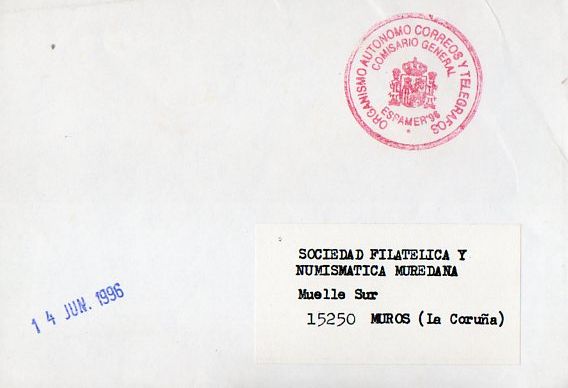 ORGANISMO AUTONOMO CORREOS Y TELEGRAFOS
COMISARIO GENERAL
ESPAMER'96
SOCIEDAD FILATELICA Y
NUMISMATICA MUREDANA
Muelle Sur
15250 MUROS (La Coruña)
14 JUN. 1996